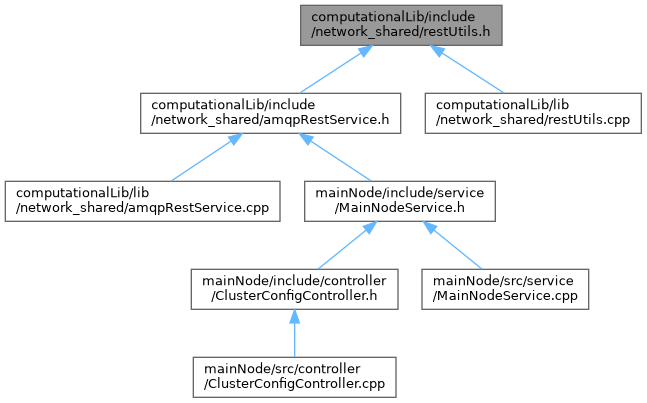 computationalLib/include
/network_shared/restUtils.h
computationalLib/include
/network_shared/amqpRestService.h
computationalLib/lib
/network_shared/restUtils.cpp
computationalLib/lib
/network_shared/amqpRestService.cpp
mainNode/include/service
/MainNodeService.h
mainNode/include/controller
/ClusterConfigController.h
mainNode/src/service
/MainNodeService.cpp
mainNode/src/controller
/ClusterConfigController.cpp